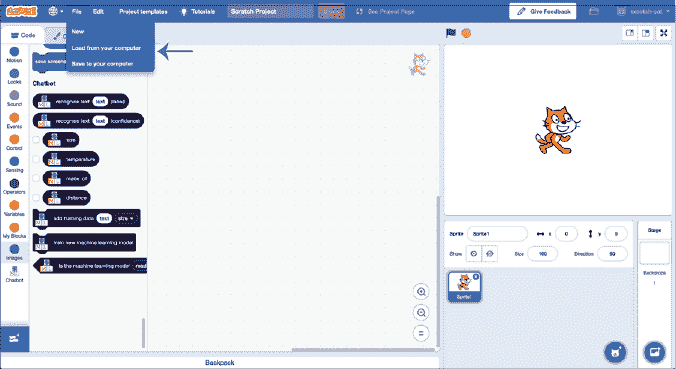 SCRATCH File Edit Project templates Tutorials Scratch Project See Project Page Give Feedback scratch-cat
New
Load from your computer
Save to your computer
Code
Motion
Looks
Sound
Events
Control
Sensing
Operators
Variables
My Blocks
Images
Chatbot
Chatbot
recognise text text (label)
recognise text text (confidence)
size
temperature
made_of
distance
add training data text size
train new machine learning model
Is the machine learning model
Backpack
Sprite Sprite1 x 0 y 0
Show Size 100 Direction 90
Sprite1
Stage
Backdrops
1